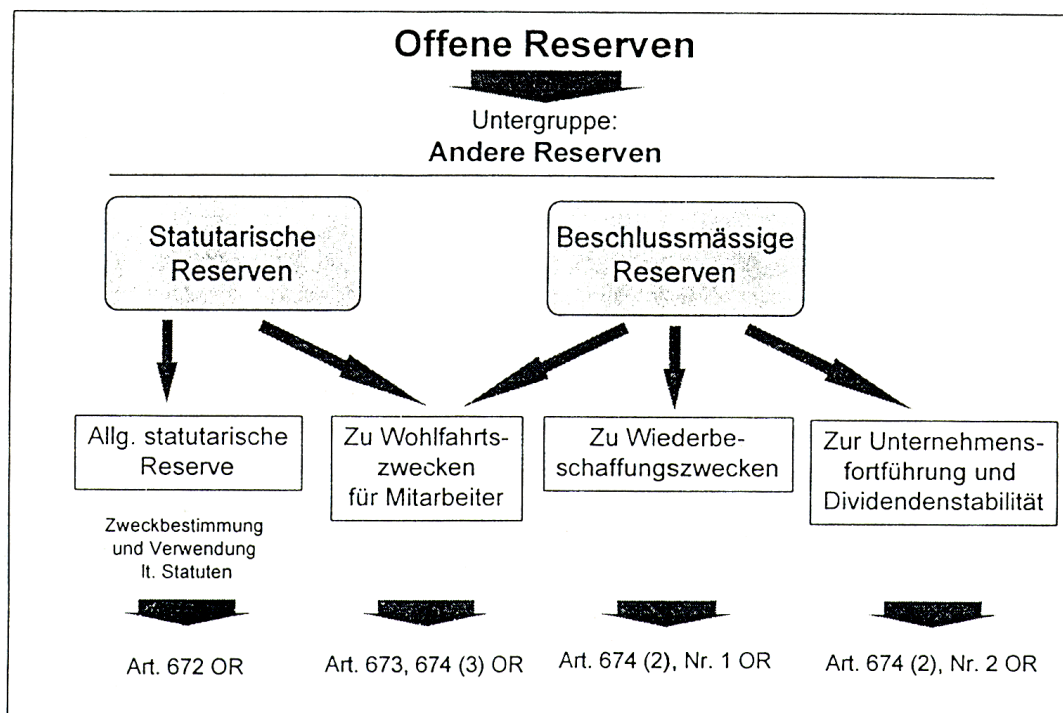 Offene Reserven
Untergruppe:
Andere Reserven
Statutarische
Reserven
Beschlussmässige
Reserven
Allg. statutarische
Reserve
Zu Wohlfahrts-
zwecken
für Mitarbeiter
Zu Wiederbe-
schaffungszwecken
Zur Unternehmens-
fortführung und
Dividendenstabilität
Zweckbestimmung
und Verwendung
lt. Statuten
Art. 672 OR
Art. 673, 674 (3) OR
Art. 674 (2), Nr. 1 OR
Art. 674 (2), Nr. 2 OR